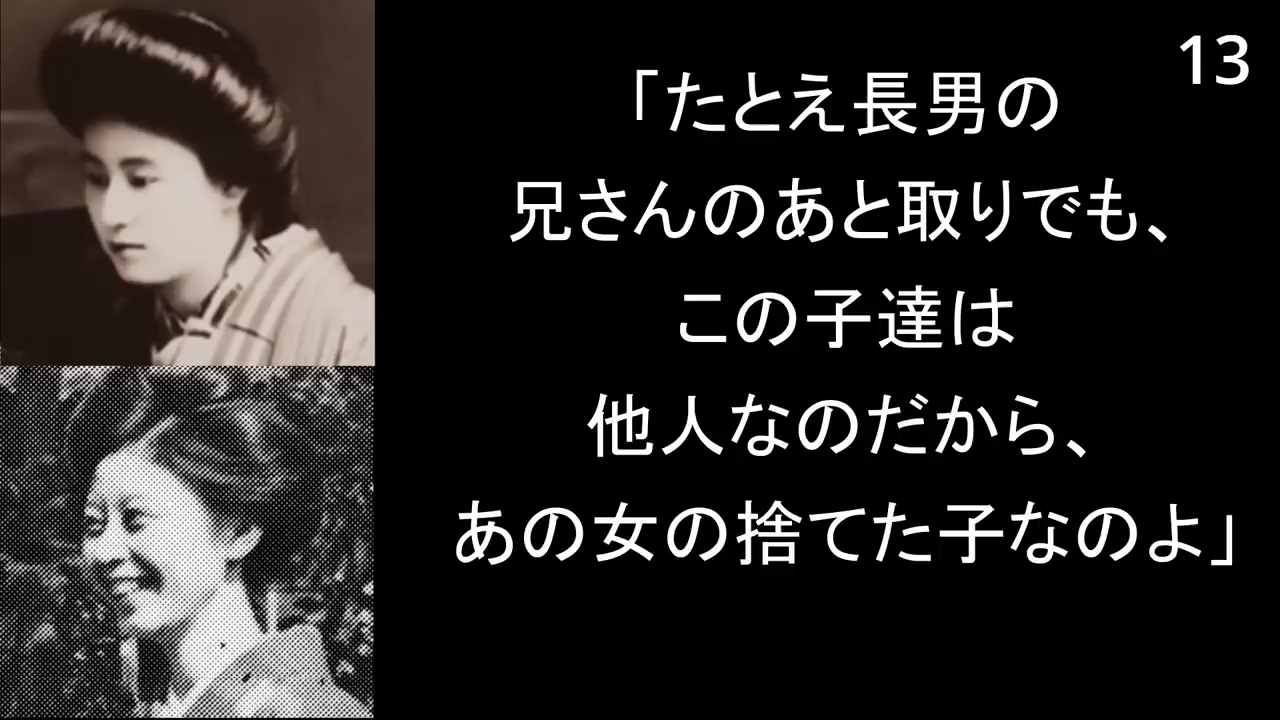 13
「たとえ長男の
兄さんのあと取りでも、
この子達は
他人なのだから、
あの女の捨てた子なのよ」